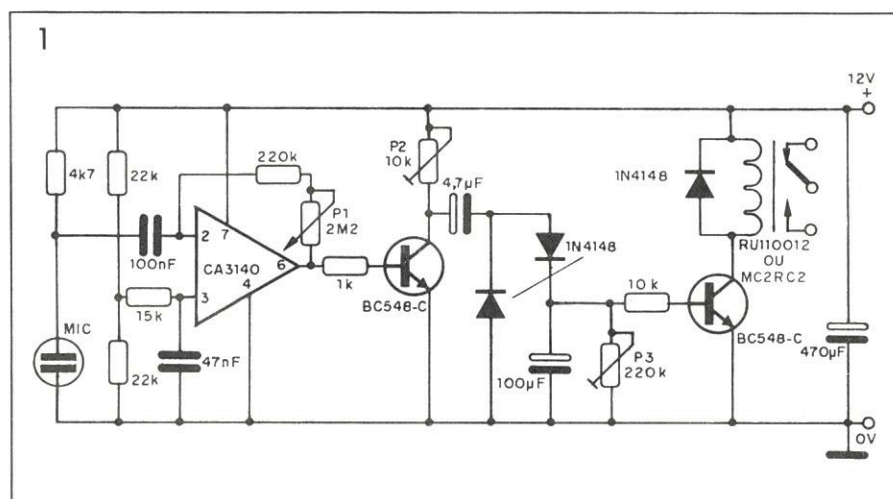 1
12V
+
4k7
22k
220k
P2
10k
4,7µF
1N4148
P1
2M2
2
7
100nF
CA3140
6
1N4148
RU110012
OU
MC2RC2
4
3
15k
1k
BC548-C
10k
BC548-C
MIC
47nF
22k
100µF
P3
220k
470µF
0V